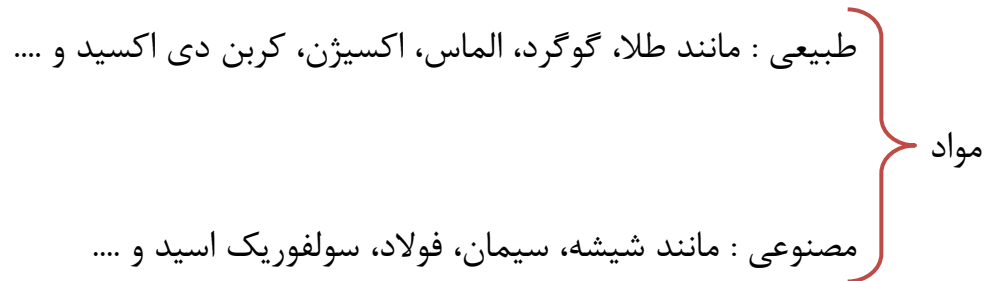 طبیعی : مانند طلا، گوگرد، الماس، اکسیژن، کربن دی اکسید و ....
مواد
مصنوعی : مانند شیشه، سیمان، فولاد، سولفوریک اسید و ....